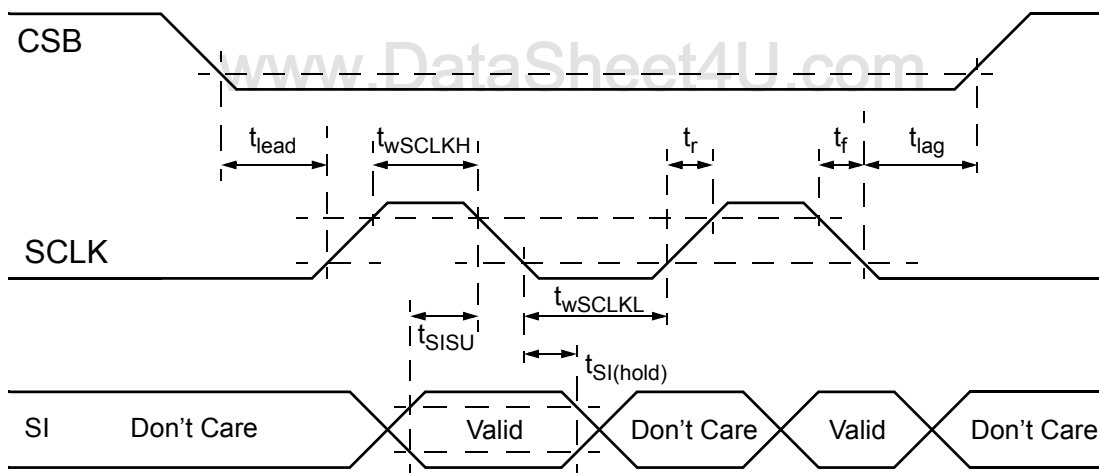 CSB
www.DataSheet4U.com
tlead
twSCLKH
tr
tf
tlag
SCLK
twSCLKL
tSISU
tSI(hold)
SI
Don't Care
Valid
Don't Care
Valid
Don't Care